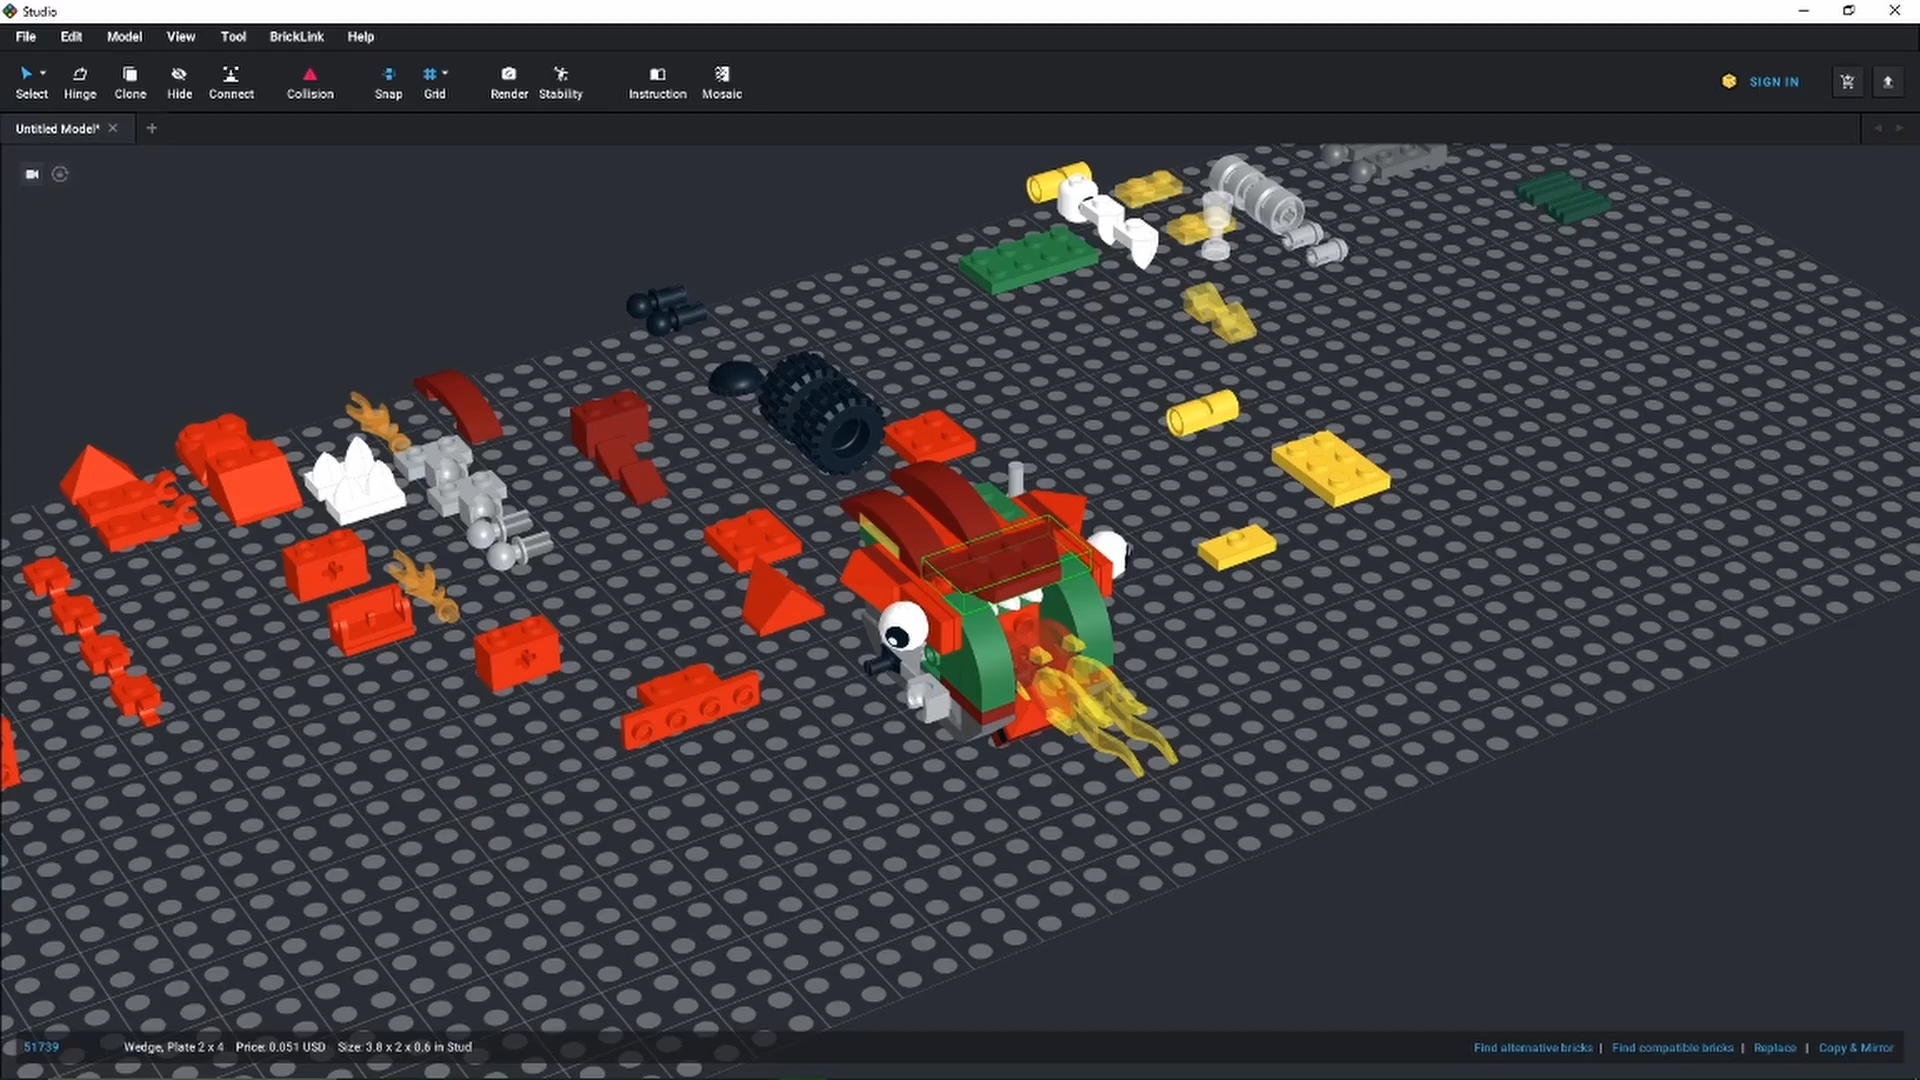 Studio
File Edit Model View Tool BrickLink Help
Select Hinge Clone Hide Connect Collision Snap Grid Render Stability Instruction Mosaic SIGN IN
Untitled Model*
51739 Wedge, Plate 2 x 4 Price: 0.051 USD Size: 3.8 x 2 x 0.6 in Stud Find alternative bricks | Find compatible bricks | Replace | Copy & Mirror